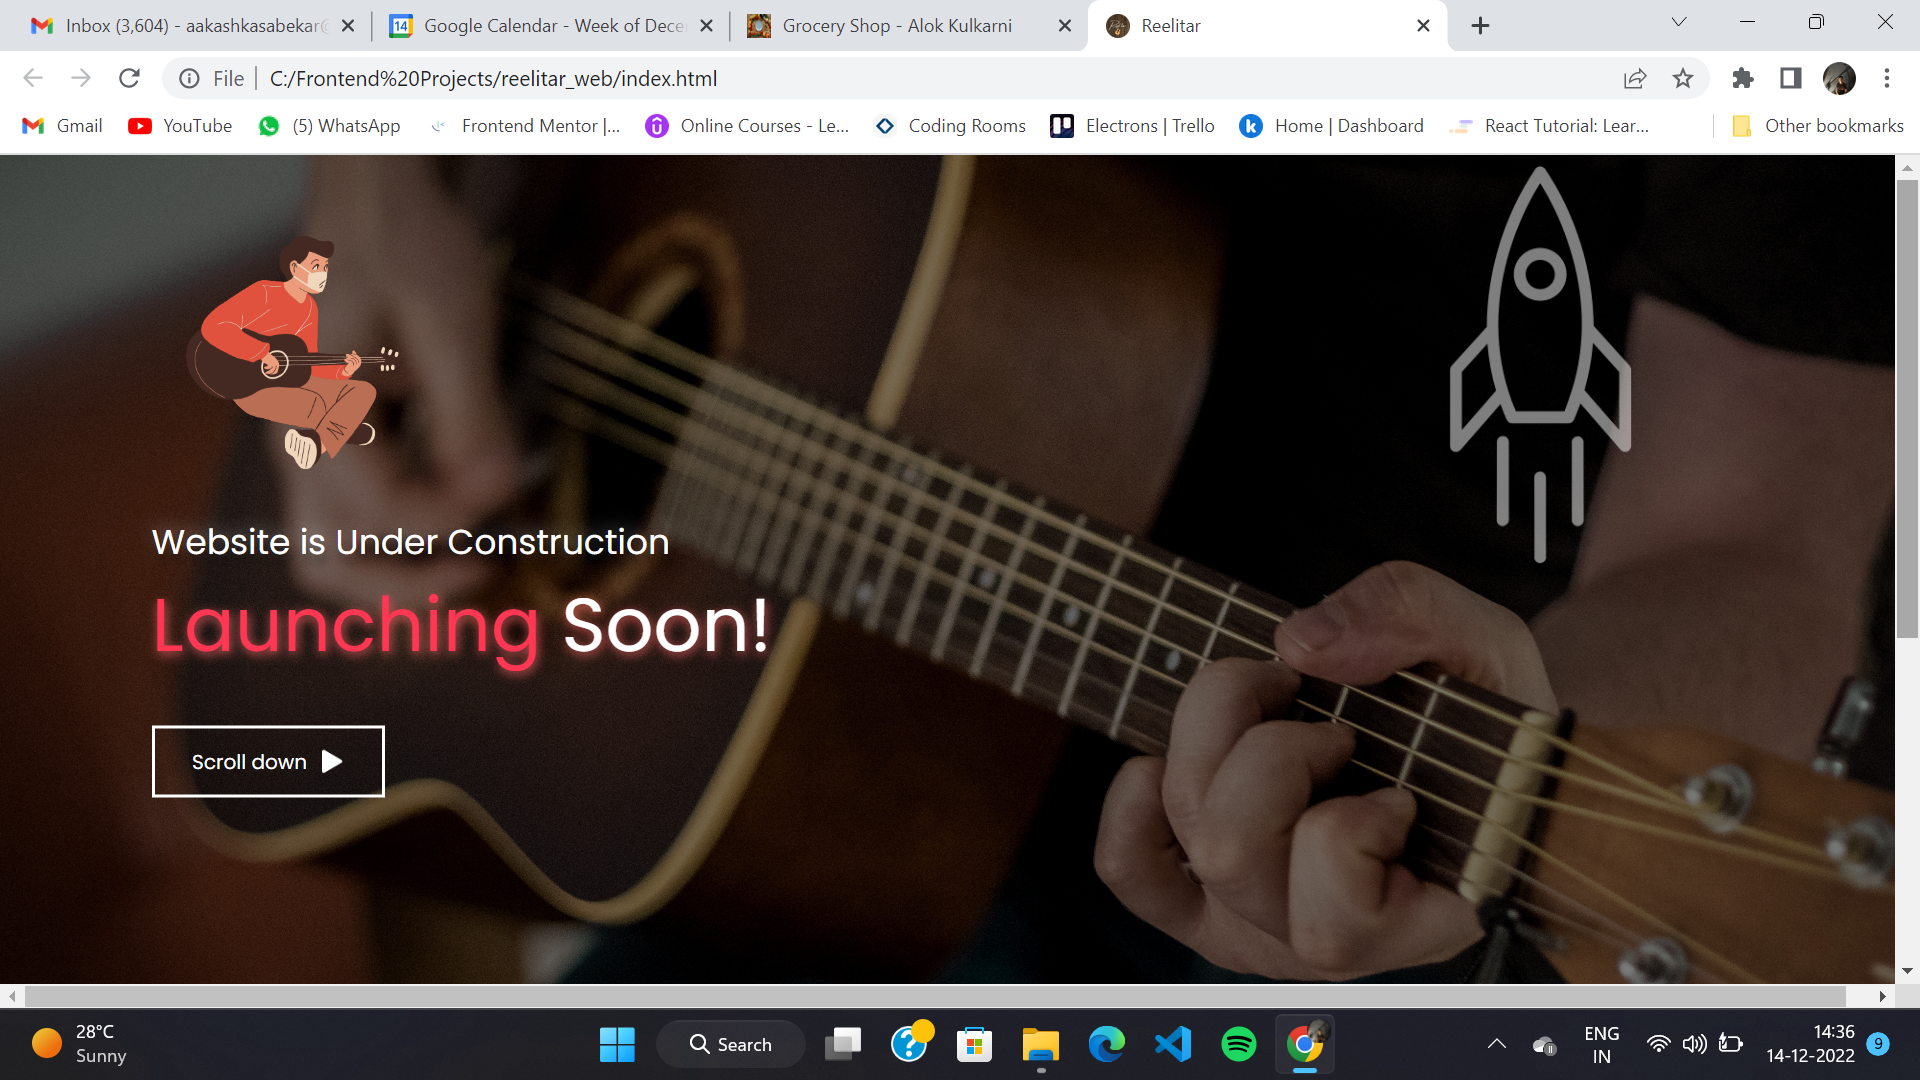 Inbox (3,604) - aakashkasabekar@
Google Calendar - Week of Dece
Grocery Shop - Alok Kulkarni
Reelitar
File
C:/Frontend%20Projects/reelitar_web/index.html
Gmail
YouTube
(5) WhatsApp
Frontend Mentor |...
Online Courses - Le...
Coding Rooms
Electrons | Trello
Home | Dashboard
React Tutorial: Lear...
Other bookmarks
Website is Under Construction
Launching Soon!
Scroll down
28°C
Sunny
Search
ENG
IN
14:36
14-12-2022
9